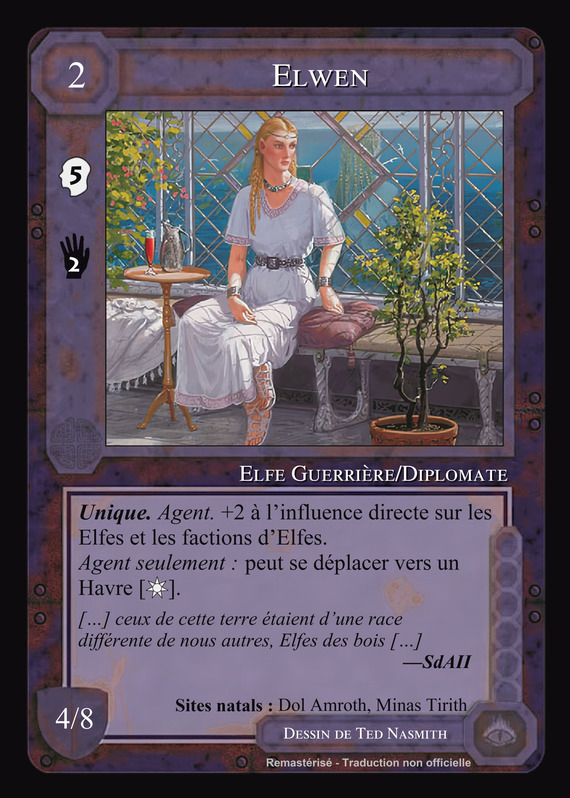 2
Elwen
5
2
Elfe Guerrière/Diplomate
Unique. Agent. +2 à l’influence directe sur les
Elfes et les factions d’Elfes.
Agent seulement : peut se déplacer vers un
Havre [☀].
[…] ceux de cette terre étaient d’une race
différente de nous autres, Elfes des bois […]
—SdAII
Sites natals : Dol Amroth, Minas Tirith
4/8
Dessin de Ted Nasmith
Remastérisé - Traduction non officielle